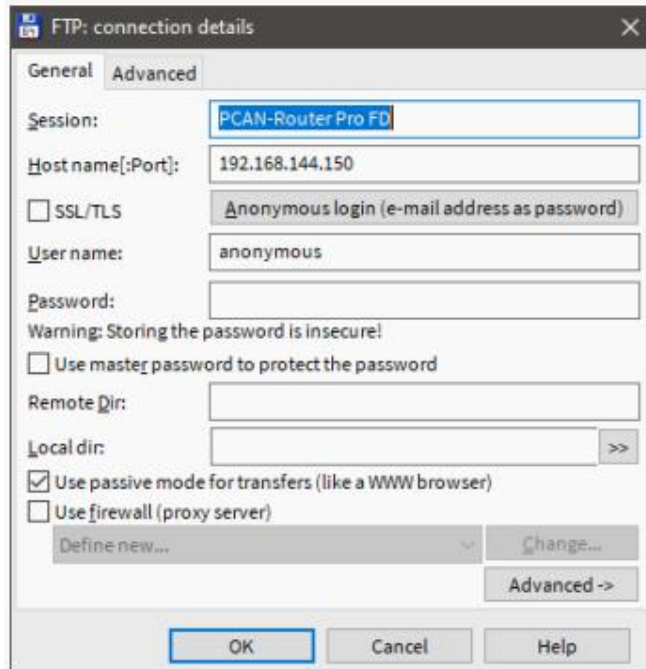 FTP: connection details
General Advanced
Session: PCAN-Router Pro FD
Host name[:Port]: 192.168.144.150
SSL/TLS Anonymous login (e-mail address as password)
User name: anonymous
Password:
Warning: Storing the password is insecure!
Use master password to protect the password
Remote Dir:
Local dir: >>
Use passive mode for transfers (like a WWW browser)
Use firewall (proxy server)
Define new... Change...
Advanced ->
OK Cancel Help